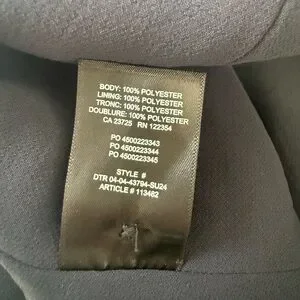 BODY: 100% POLYESTER
LINING: 100% POLYESTER
TRONC: 100% POLYESTER
DOUBLURE: 100% POLYESTER
CA 23725 RN 122354
PO 4500223343
PO 4500223344
PO 4500223345
STYLE #
DTR 04-04-43794-SU24
ARTICLE # 113482